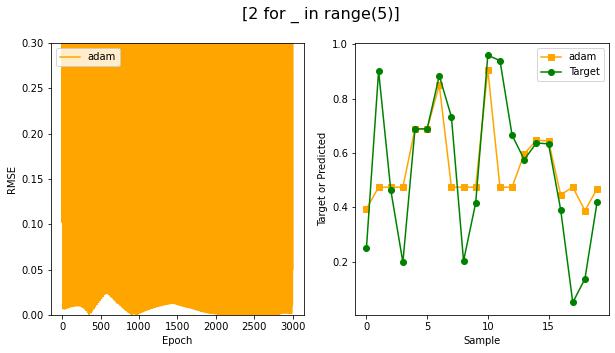 [2 for _ in range(5)]
adam
0.30
0.25
0.20
0.15
0.10
0.05
0.00
RMSE
0
500
1000
1500
2000
2500
3000
Epoch
adam
Target
1.0
0.8
0.6
0.4
0.2
Target or Predicted
0
5
10
15
Sample